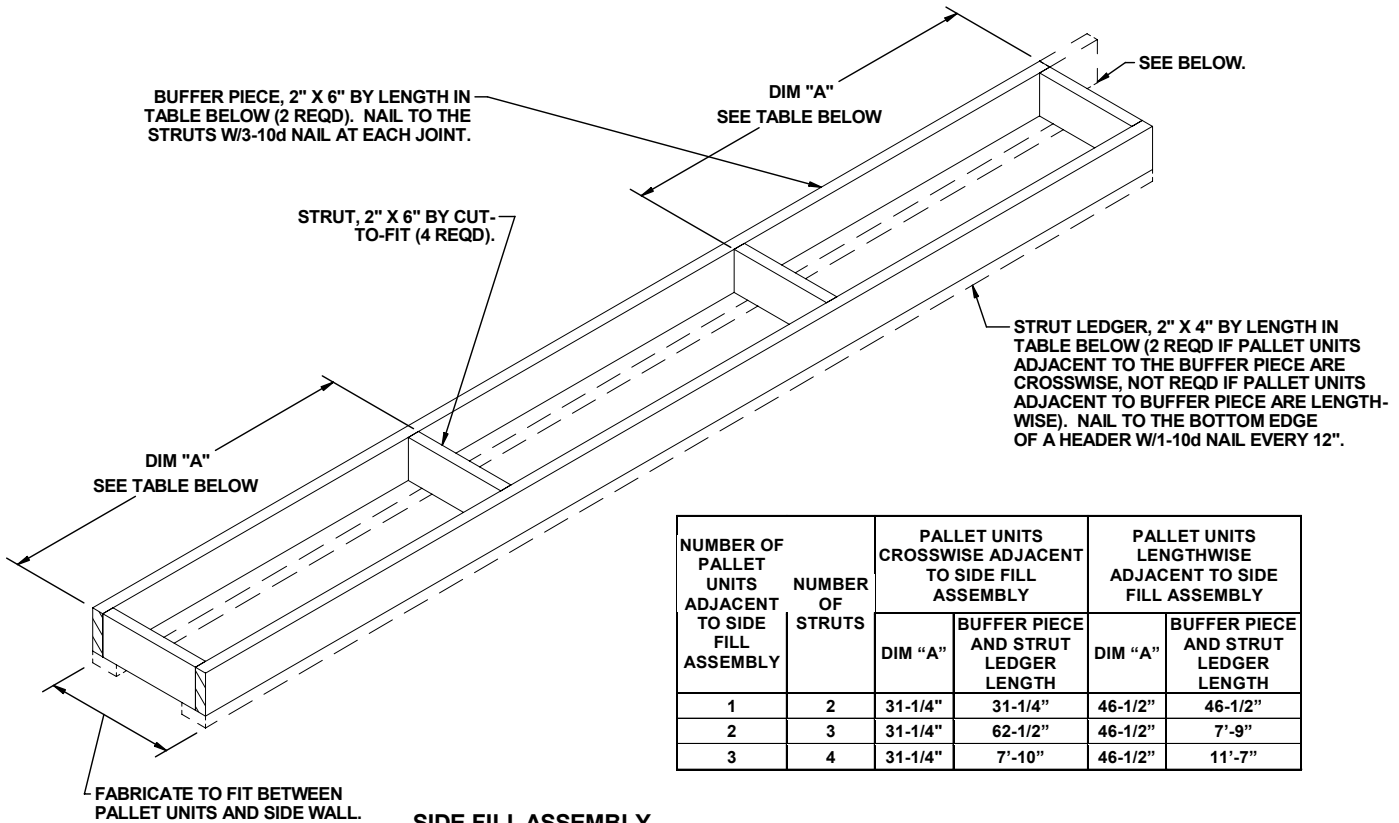 BUFFER PIECE, 2" X 6" BY LENGTH IN
TABLE BELOW (2 REQD). NAIL TO THE
STRUTS W/3-10d NAIL AT EACH JOINT.
DIM "A"
SEE TABLE BELOW
SEE BELOW.
STRUT, 2" X 6" BY CUT-
TO-FIT (4 REQD).
STRUT LEDGER, 2" X 4" BY LENGTH IN
TABLE BELOW (2 REQD IF PALLET UNITS
ADJACENT TO THE BUFFER PIECE ARE
CROSSWISE, NOT REQD IF PALLET UNITS
ADJACENT TO BUFFER PIECE ARE LENGTH-
WISE). NAIL TO THE BOTTOM EDGE
OF A HEADER W/1-10d NAIL EVERY 12".
DIM "A"
SEE TABLE BELOW
NUMBER OF
PALLET
UNITS
ADJACENT
TO SIDE
FILL
ASSEMBLY
NUMBER
OF
STRUTS
PALLET UNITS
CROSSWISE ADJACENT
TO SIDE FILL
ASSEMBLY
PALLET UNITS
LENGTHWISE
ADJACENT TO SIDE
FILL ASSEMBLY
DIM “A”
BUFFER PIECE
AND STRUT
LEDGER
LENGTH
DIM “A”
BUFFER PIECE
AND STRUT
LEDGER
LENGTH
1 2 31-1/4" 31-1/4” 46-1/2” 46-1/2”
2 3 31-1/4" 62-1/2” 46-1/2” 7’-9”
3 4 31-1/4" 7’-10” 46-1/2” 11’-7”
FABRICATE TO FIT BETWEEN
PALLET UNITS AND SIDE WALL.
SIDE FILL ASSEMBLY